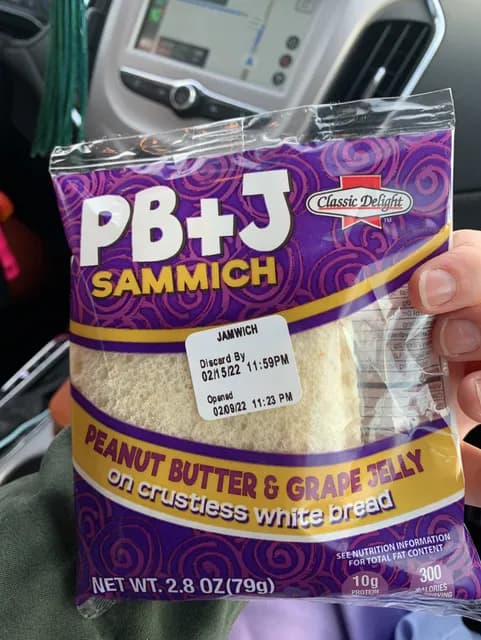 PB+J
Classic Delight
TM
SAMMICH
JAMWICH
Discard By
02/15/22 11:59PM
Opened
02/09/22 11:23 PM
PEANUT BUTTER & GRAPE JELLY
on crustless white bread
SEE NUTRITION INFORMATION
FOR TOTAL FAT CONTENT
NET WT. 2.8 OZ(79g)
10g
PROTEIN
300
CALORIES